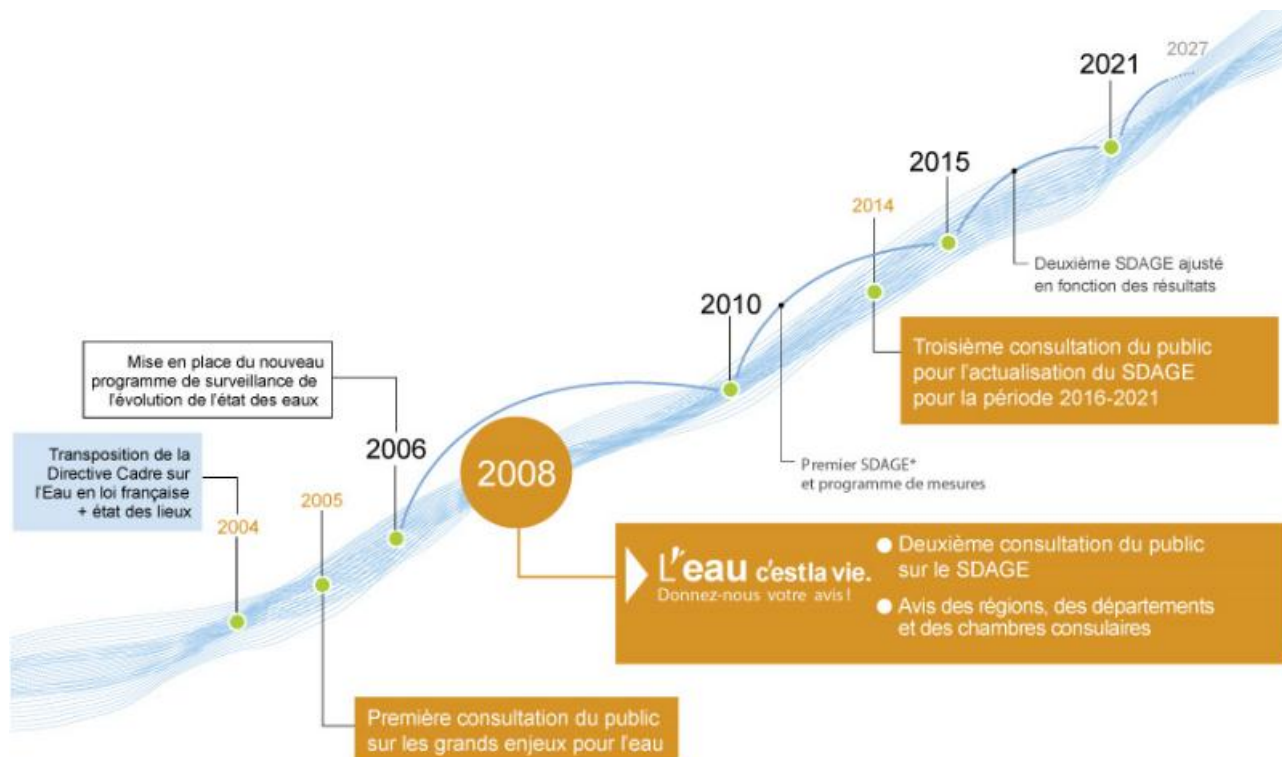 2027
2021
2015
2014
Deuxième SDAGE ajusté
en fonction des résultats
2010
Troisième consultation du public
pour l'actualisation du SDAGE
pour la période 2016-2021
Mise en place du nouveau
programme de surveillance de
l'évolution de l'état des eaux
2006
2008
Premier SDAGE*
et programme de mesures
Transposition de la
Directive Cadre sur
l'Eau en loi française
+ état des lieux
2004
2005
L'eau c'est la vie.
Donnez-nous votre avis !
Deuxième consultation du public
sur le SDAGE
Avis des régions, des départements
et des chambres consulaires
Première consultation du public
sur les grands enjeux pour l'eau